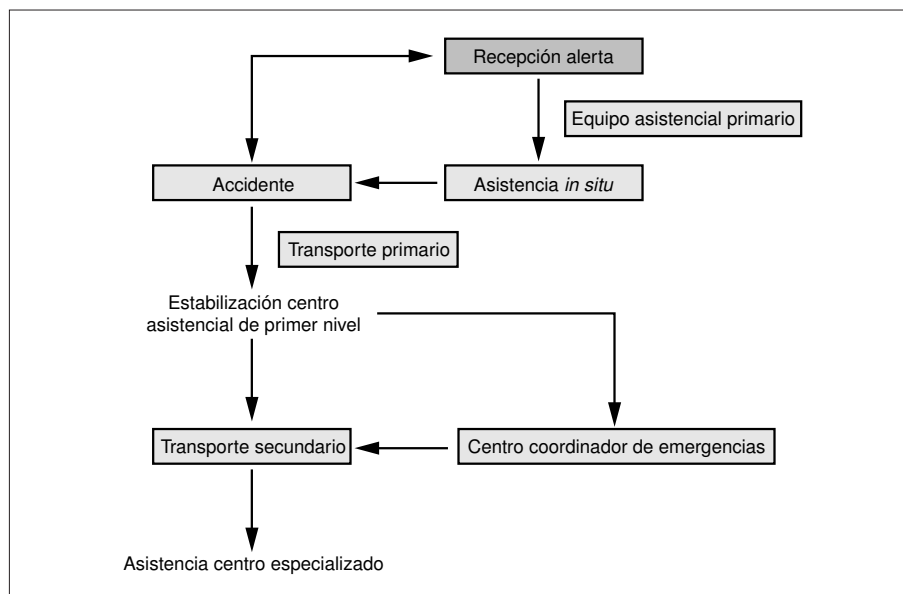 Recepción alerta
Equipo asistencial primario
Accidente
Asistencia in situ
Transporte primario
Estabilización centro
asistencial de primer nivel
Transporte secundario
Centro coordinador de emergencias
Asistencia centro especializado